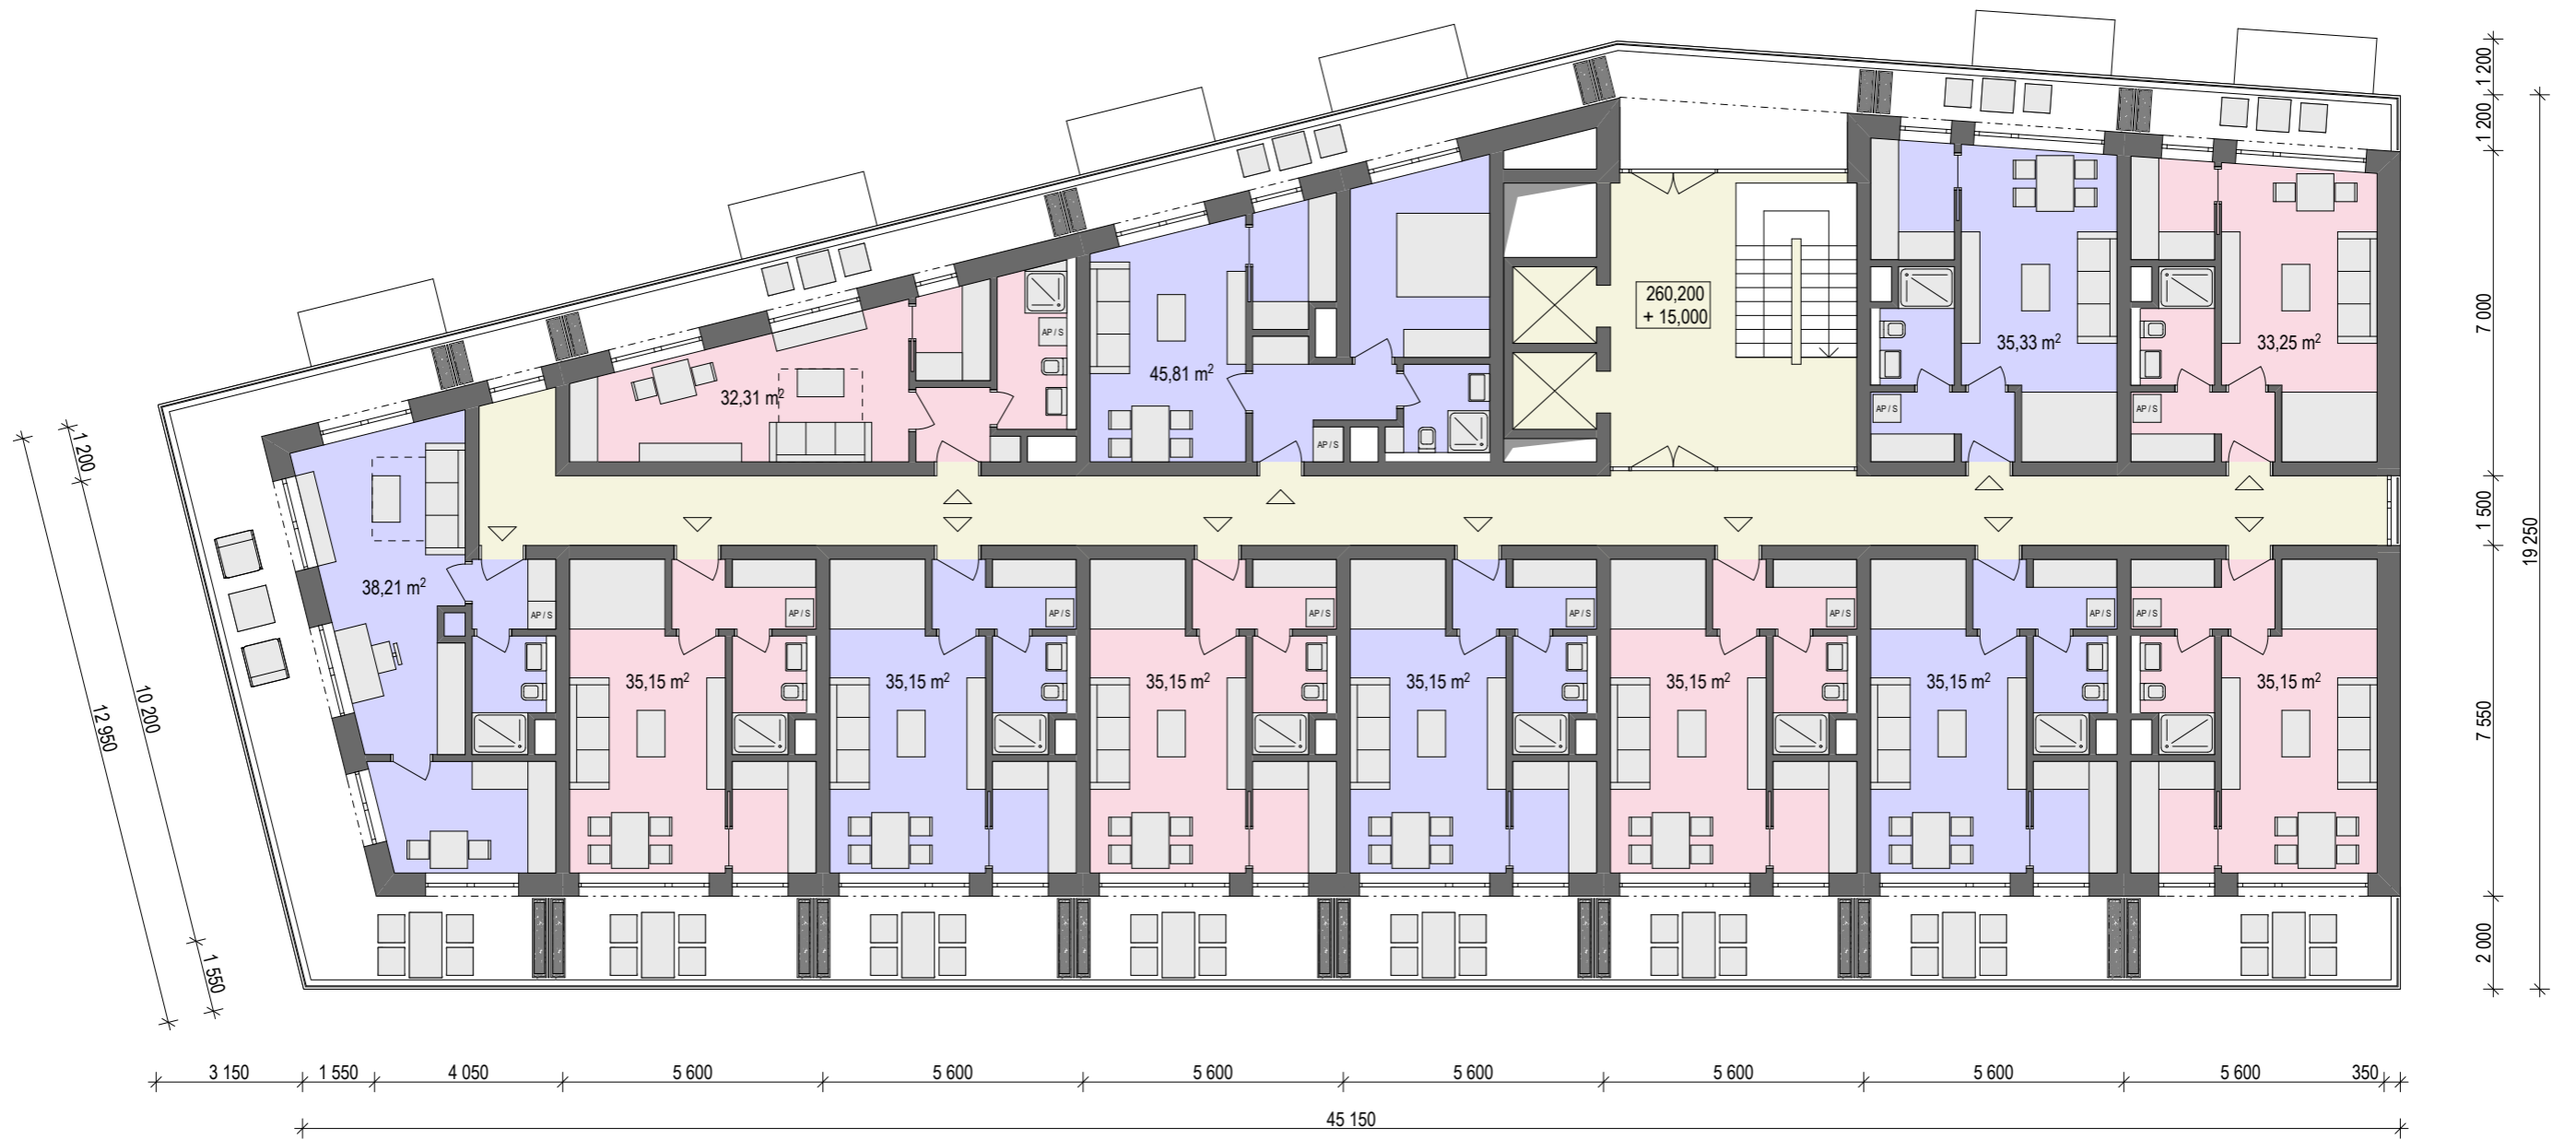 260,200
+ 15,000
35,33 m²
33,25 m²
45,81 m²
32,31 m²
38,21 m²
AP / S
AP / S
AP / S
AP / S
AP / S
AP / S
AP / S
AP / S
AP / S
AP / S
AP / S
AP / S
35,15 m²
35,15 m²
35,15 m²
35,15 m²
35,15 m²
35,15 m²
35,15 m²
1 200
10 200
1 550
12 950
1 200
1 200
7 000
1 500
7 550
2 000
19 250
3 150
1 550
4 050
5 600
5 600
5 600
5 600
5 600
5 600
5 600
350
45 150